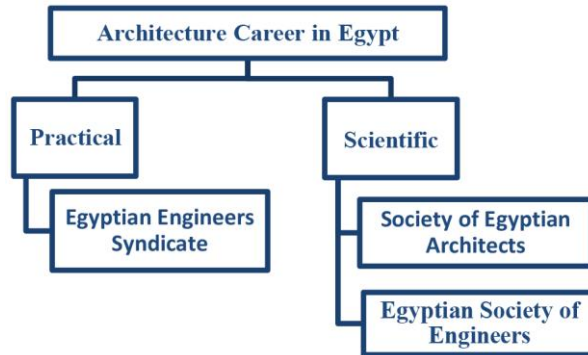 Architecture Career in Egypt
Practical
Scientific
Egyptian Engineers
Syndicate
Society of Egyptian
Architects
Egyptian Society of
Engineers